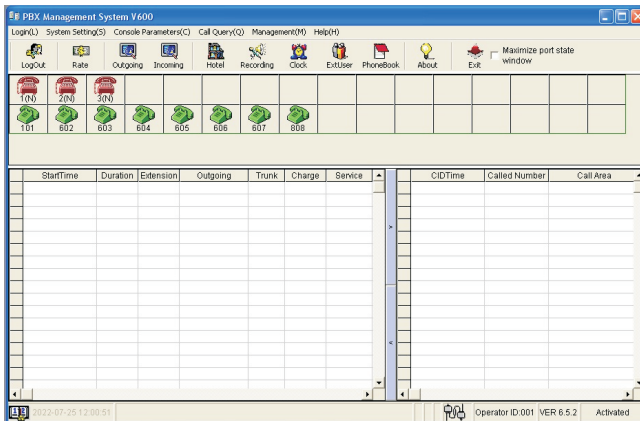 PBX Management System V600
Login(L) System Setting(S) Console Parameters(C) Call Query(Q) Management(M) Help(H)
LogOut Rate Outgoing Incoming Hotel Recording Clock ExtUser PhoneBook About Exit Maximize port state window
1(N) 2(N) 3(N)
101 602 603 604 605 606 607 808
StartTime Duration Extension Outgoing Trunk Charge Service CIDTime Called Number Call Area
>
<
2022-07-25 12:00:51 Operator ID:001 VER 6.5.2 Activated